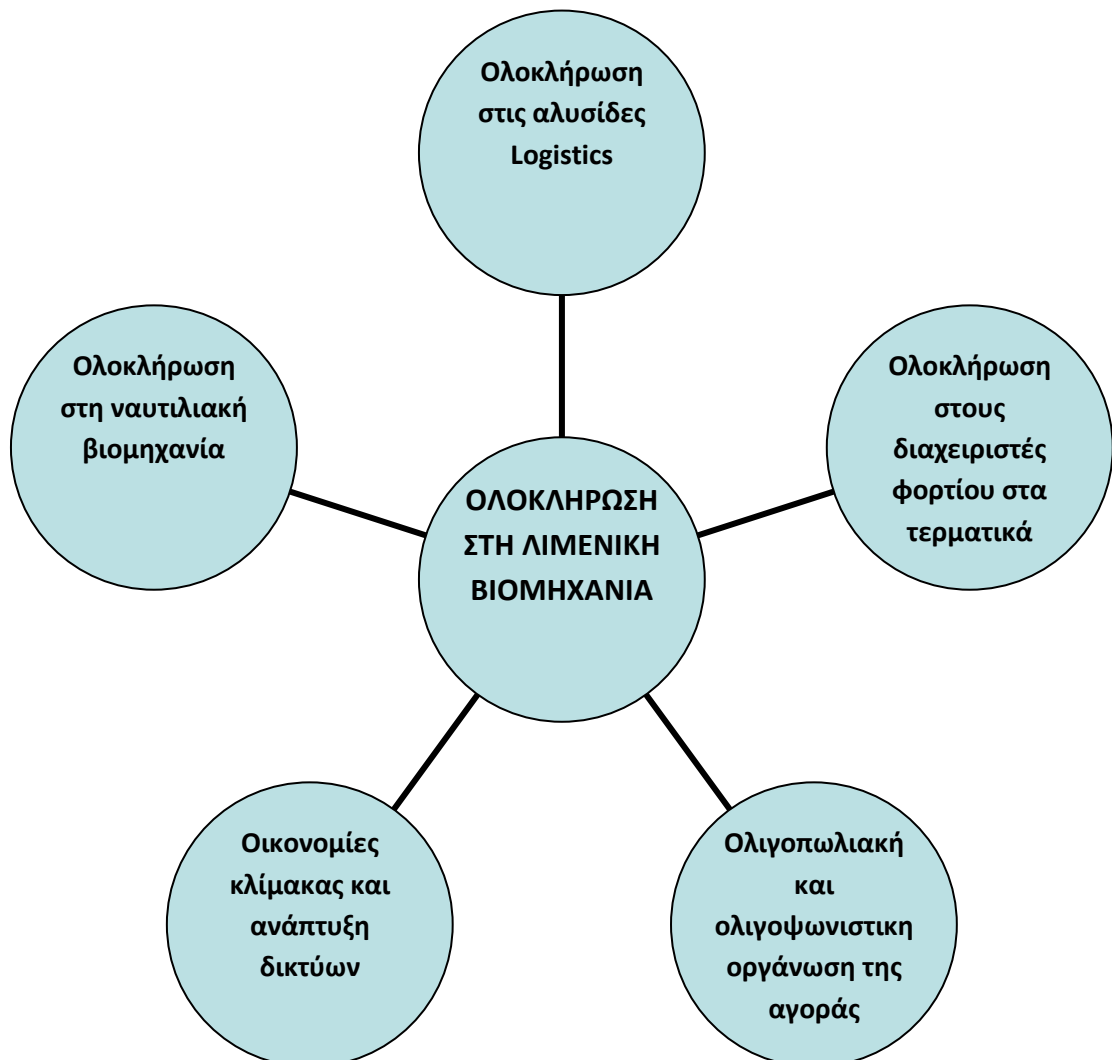 Ολοκλήρωση
στις αλυσίδες
Logistics
Ολοκλήρωση
στη ναυτιλιακή
βιομηχανία
Ολοκλήρωση
στους
διαχειριστές
φορτίου στα
τερματικά
ΟΛΟΚΛΗΡΩΣΗ
ΣΤΗ ΛΙΜΕΝΙΚΗ
ΒΙΟΜΗΧΑΝΙΑ
Οικονομίες
κλίμακας και
ανάπτυξη
δικτύων
Ολιγοπωλιακή
και
ολιγοψωνιστικη
οργάνωση της
αγοράς